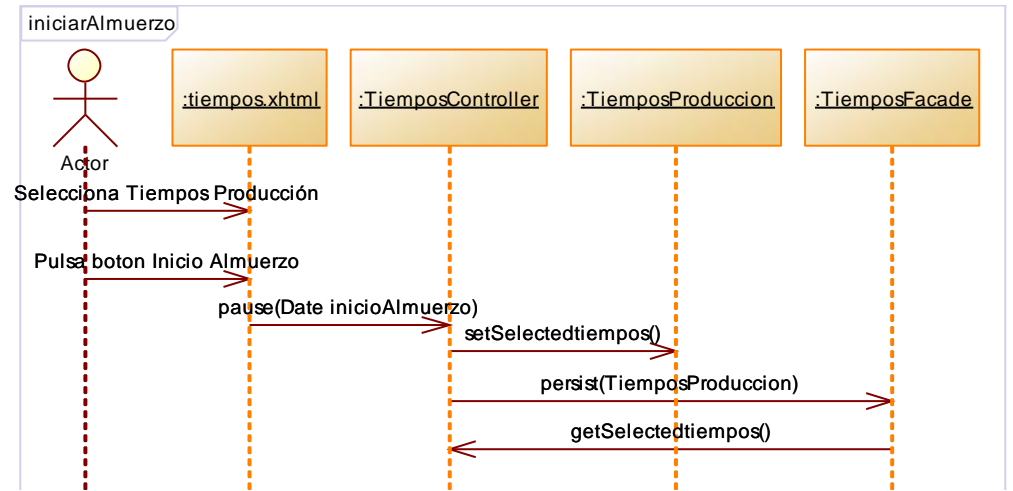 iniciarAlmuerzo
:tiempos.xhtml
:TiemposController
:TiemposProduccion
:TiemposFacade
Actor
Selecciona Tiempos Producción
Pulsa boton Inicio Almuerzo
pause(Date inicioAlmuerzo)
setSelectedtiempos()
persist(TiemposProduccion)
getSelectedtiempos()